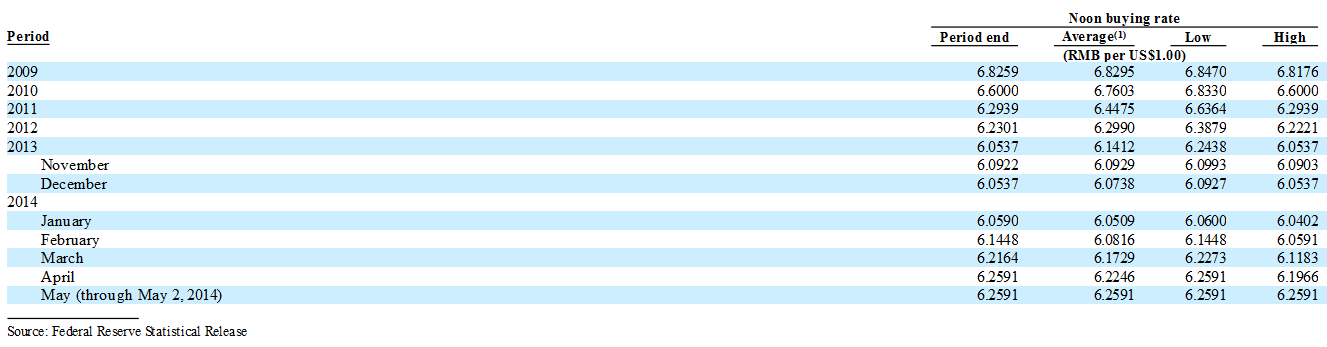 Noon buying rate
Period Period end Average(1) Low High
(RMB per US$1.00)
2009 6.8259 6.8295 6.8470 6.8176
2010 6.6000 6.7603 6.8330 6.6000
2011 6.2939 6.4475 6.6364 6.2939
2012 6.2301 6.2990 6.3879 6.2221
2013 6.0537 6.1412 6.2438 6.0537
November 6.0922 6.0929 6.0993 6.0903
December 6.0537 6.0738 6.0927 6.0537
2014
January 6.0590 6.0509 6.0600 6.0402
February 6.1448 6.0816 6.1448 6.0591
March 6.2164 6.1729 6.2273 6.1183
April 6.2591 6.2246 6.2591 6.1966
May (through May 2, 2014) 6.2591 6.2591 6.2591 6.2591
Source: Federal Reserve Statistical Release